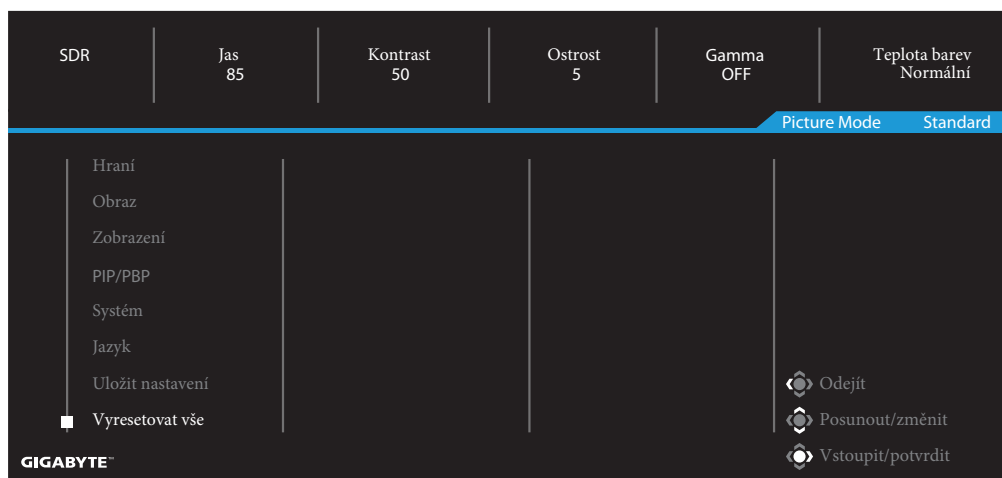 SDR
Jas
85
Kontrast
50
Ostrost
5
Gamma
OFF
Teplota barev
Normální
Picture Mode Standard
Hraní
Obraz
Zobrazení
PIP/PBP
Systém
Jazyk
Uložit nastavení
Vyresetovat vše
Odejít
Posunout/změnit
Vstoupit/potvrdit
GIGABYTE™